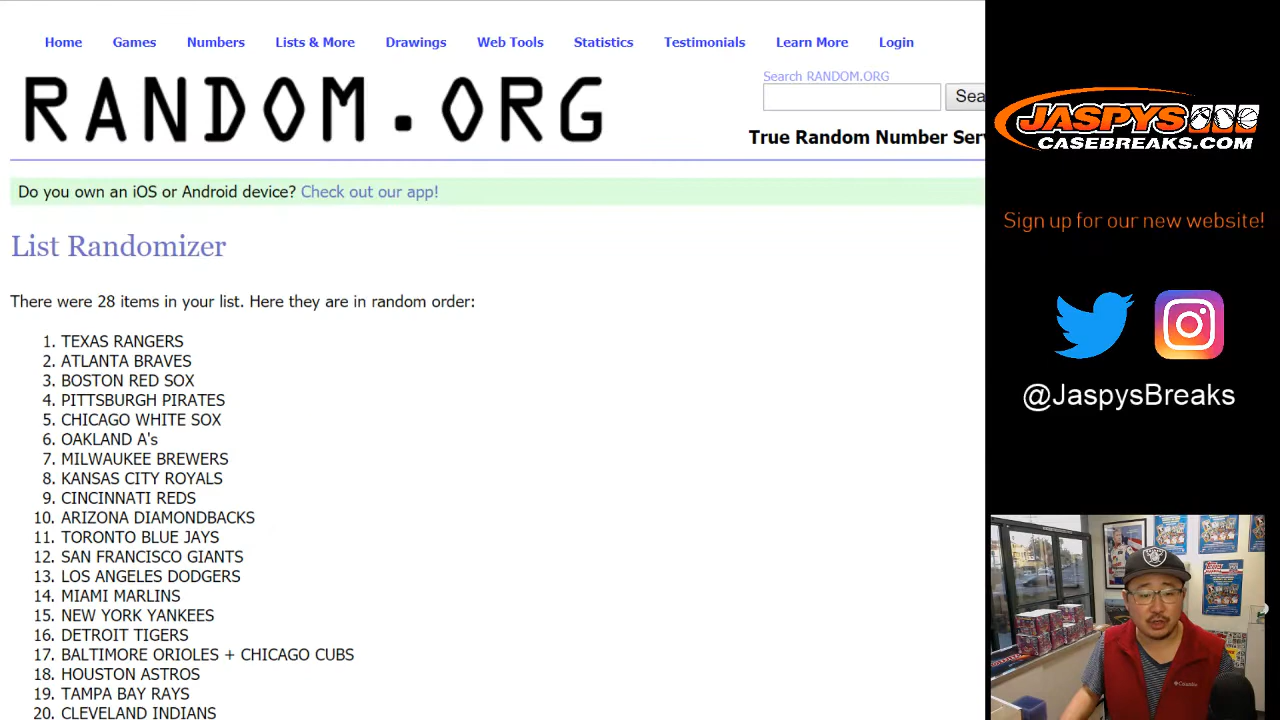 Home Games Numbers Lists & More Drawings Web Tools Statistics Testimonials Learn More Login
RANDOM.ORG
Search RANDOM.ORG
Sea
True Random Number Ser
Do you own an iOS or Android device? Check out our app!
List Randomizer
There were 28 items in your list. Here they are in random order:
1. TEXAS RANGERS
2. ATLANTA BRAVES
3. BOSTON RED SOX
4. PITTSBURGH PIRATES
5. CHICAGO WHITE SOX
6. OAKLAND A's
7. MILWAUKEE BREWERS
8. KANSAS CITY ROYALS
9. CINCINNATI REDS
10. ARIZONA DIAMONDBACKS
11. TORONTO BLUE JAYS
12. SAN FRANCISCO GIANTS
13. LOS ANGELES DODGERS
14. MIAMI MARLINS
15. NEW YORK YANKEES
16. DETROIT TIGERS
17. BALTIMORE ORIOLES + CHICAGO CUBS
18. HOUSTON ASTROS
19. TAMPA BAY RAYS
20. CLEVELAND INDIANS
JASPYS
CASEBREAKS.COM
Sign up for our new website!
@JaspysBreaks